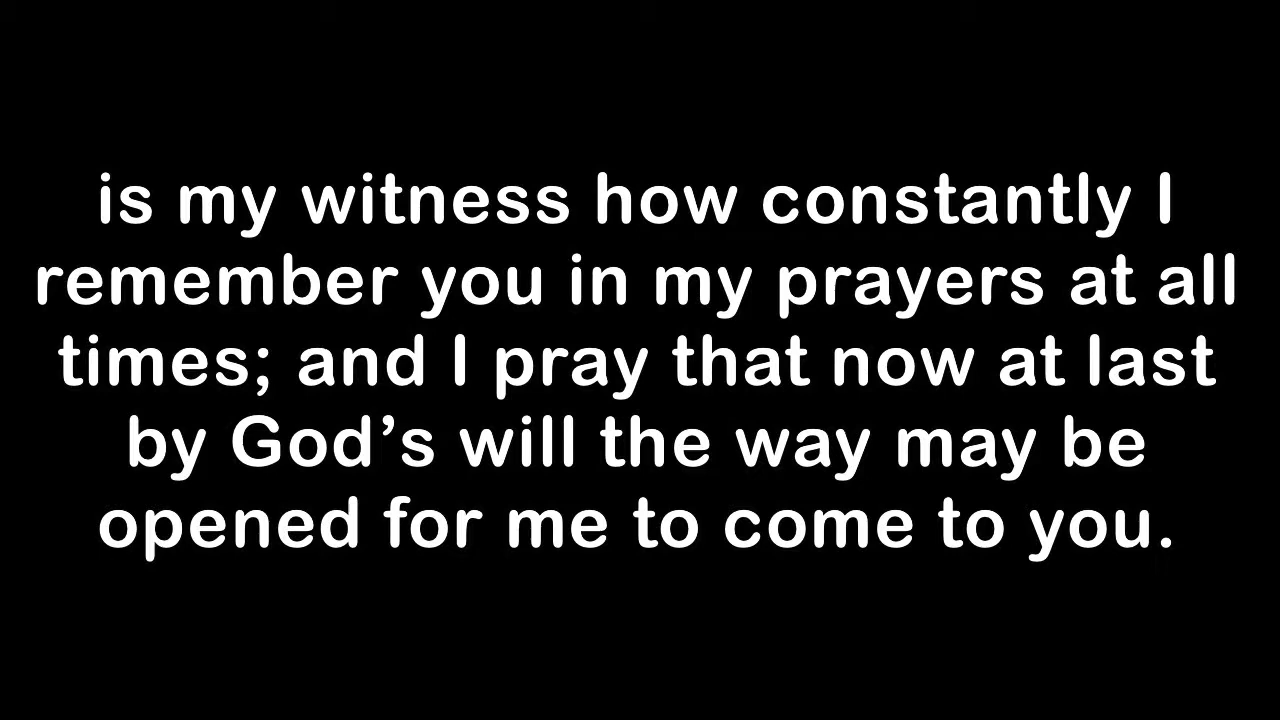 is my witness how constantly I
remember you in my prayers at all
times; and I pray that now at last
by God’s will the way may be
opened for me to come to you.